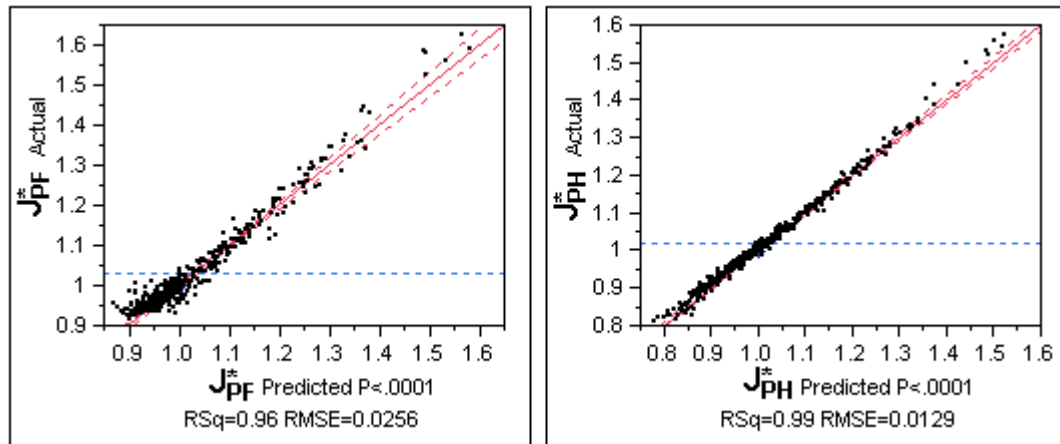 J*PF Actual
1.6
1.5
1.4
1.3
1.2
1.1
1
0.9
0.9 1.0 1.1 1.2 1.3 1.4 1.5 1.6
J*PF Predicted P<.0001
RSq=0.96 RMSE=0.0256
J*PH Actual
1.6
1.5
1.4
1.3
1.2
1.1
1
0.9
0.8
0.8 0.9 1.0 1.1 1.2 1.3 1.4 1.5 1.6
J*PH Predicted P<.0001
RSq=0.99 RMSE=0.0129